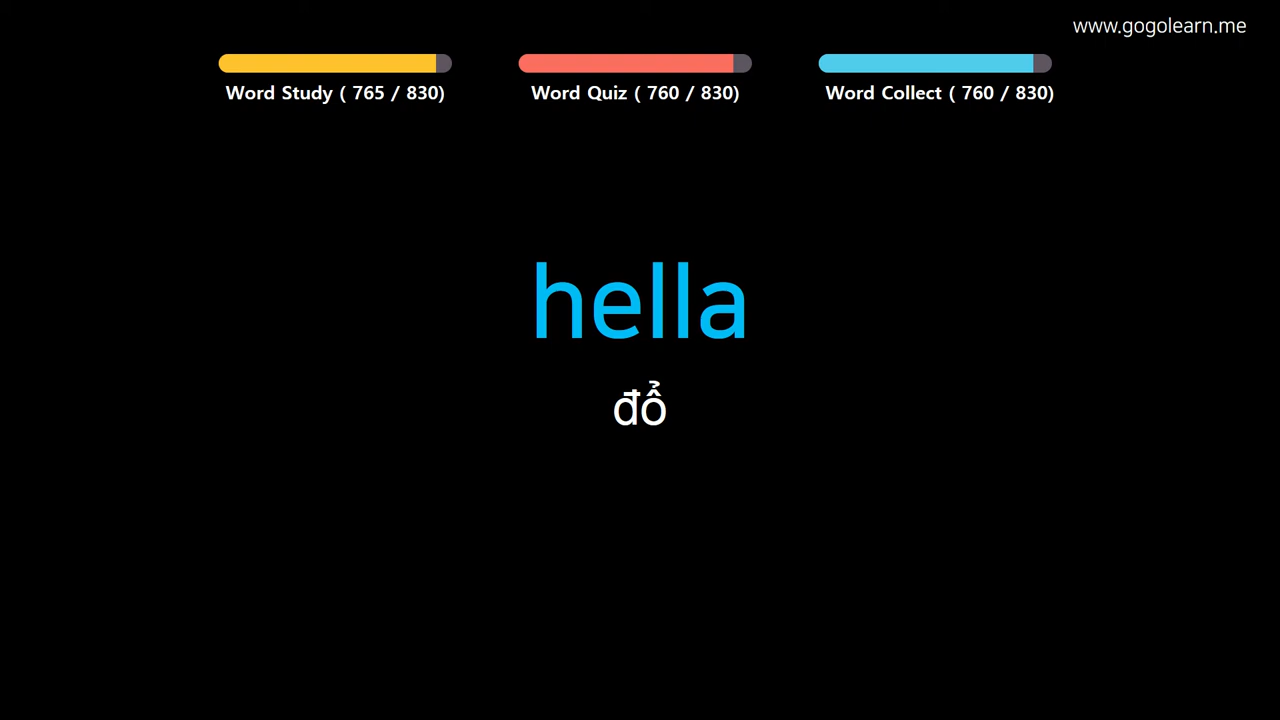 www.gogolearn.me
Word Study ( 765 / 830)
Word Quiz ( 760 / 830)
Word Collect ( 760 / 830)
hella
đổ